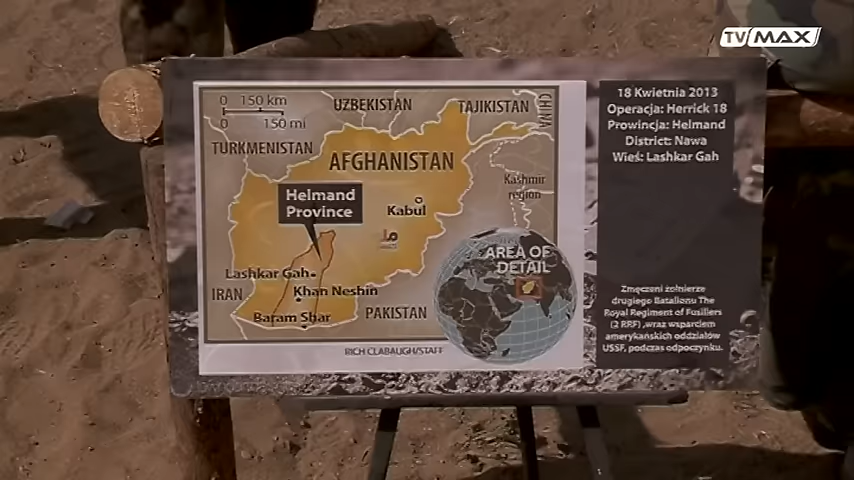 TVMAX
0 150 km
0 150 mi
UZBEKISTAN
TAJIKISTAN
CHINA
TURKMENISTAN
AFGHANISTAN
Kashmir
region
Helmand
Province
Kabul
Lashkar Gah
Khan Neshin
IRAN
Baram Shar
PAKISTAN
AREA OF
DETAIL
RICH CLABAUGH/STAFF
18 Kwietnia 2013
Operacja: Herrick 18
Prowincja: Helmand
District: Nawa
Wieś: Lashkar Gah
Zmęczeni żołnierze
drugiego Batalionu The
Royal Regiment of Fusiliers
(2 RRF) ,wraz wsparciem
amerykańskich oddziałów
USSF, podczas odpoczynku.